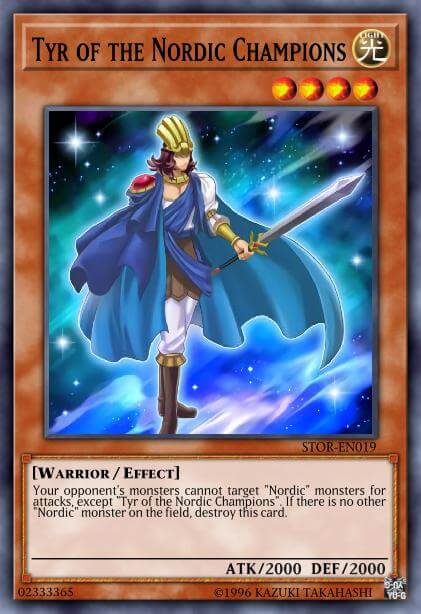 Tyr of the Nordic Champions
LIGHT
光
STOR-EN019
[Warrior / Effect]
Your opponent's monsters cannot target "Nordic" monsters for
attacks, except "Tyr of the Nordic Champions". If there is no other
"Nordic" monster on the field, destroy this card.
ATK/2000 DEF/2000
02333365
©1996 KAZUKI TAKAHASHI